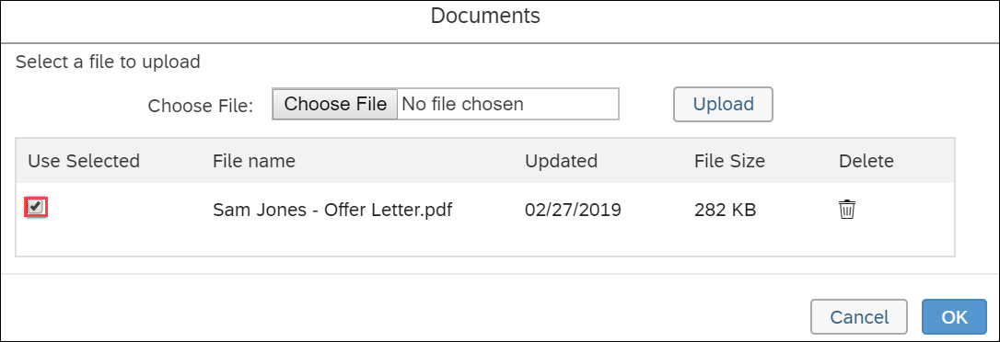 Documents
Select a file to upload
Choose File: Choose File No file chosen Upload
Use Selected File name Updated File Size Delete
Sam Jones - Offer Letter.pdf 02/27/2019 282 KB
Cancel OK